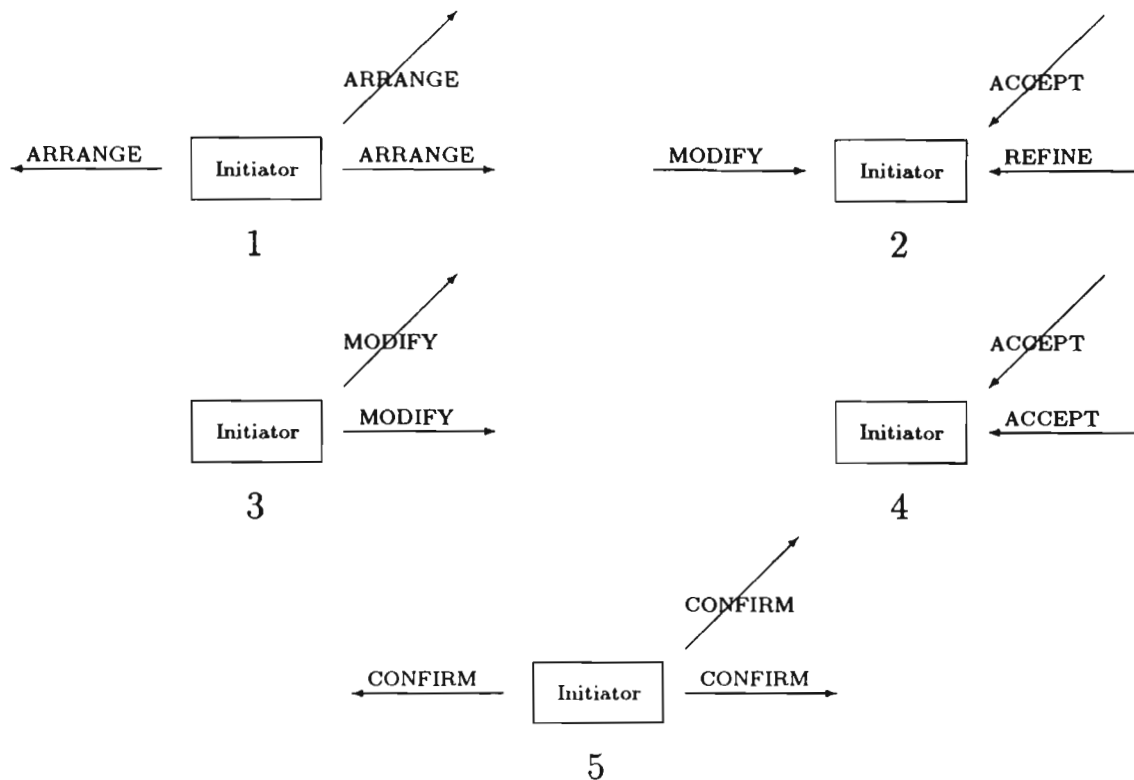 ARRANGE
ACCEPT
ARRANGE
Initiator
ARRANGE
MODIFY
Initiator
REFINE
1
2
MODIFY
ACCEPT
Initiator
MODIFY
Initiator
ACCEPT
3
4
CONFIRM
CONFIRM
Initiator
CONFIRM
5